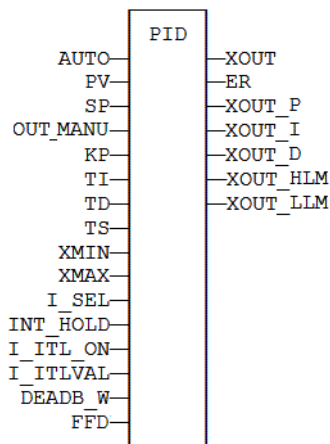 PID
AUTO XOUT
PV ER
SP XOUT_P
OUT_MANU XOUT_I
KP XOUT_D
TI XOUT_HLM
TD XOUT_LLM
TS
XMIN
XMAX
I_SEL
INT_HOLD
I_ITL_ON
I_ITLVAL
DEADB_W
FFD